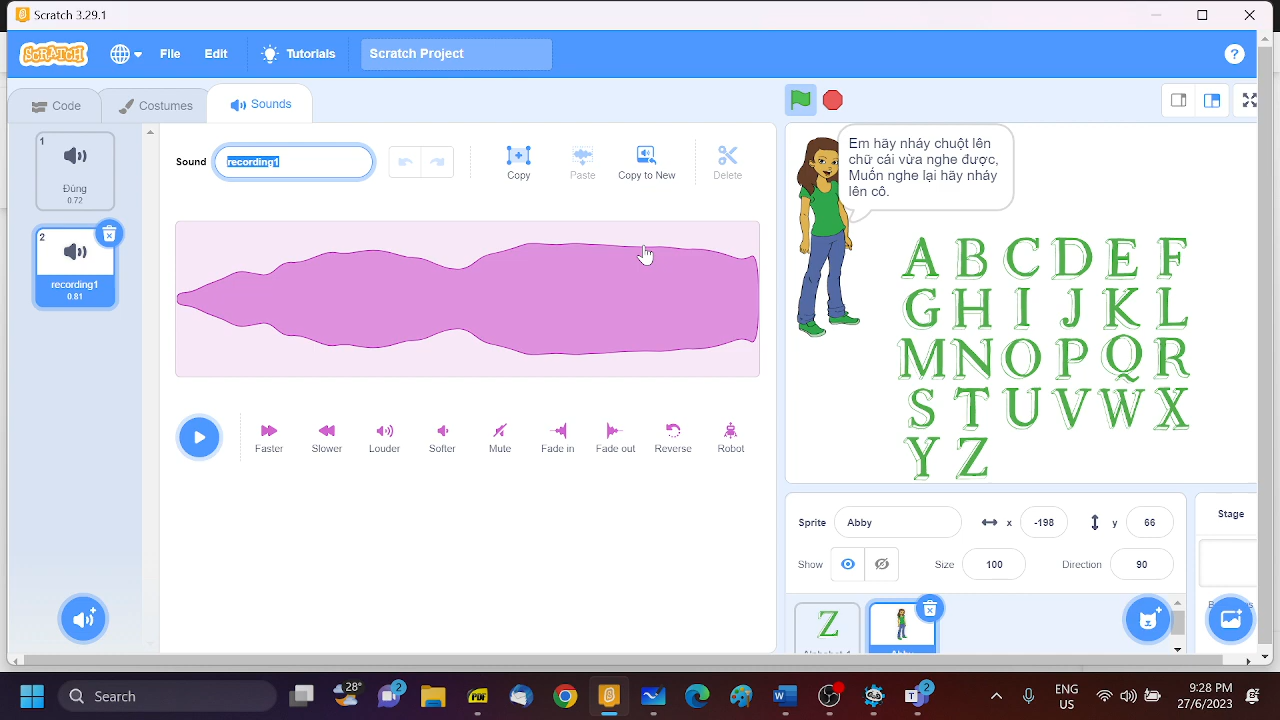 Scratch 3.29.1
SCRATCH File Edit Tutorials Scratch Project ?
Code Costumes Sounds
1
Đúng
0.72
2
recording1
0.81
Sound recording1 Copy Paste Copy to New Delete
Faster Slower Louder Softer Mute Fade in Fade out Reverse Robot
Em hãy nháy chuột lên
chữ cái vừa nghe được,
Muốn nghe lại hãy nháy
lên cô.
A B C D E F
G H I J K L
M N O P Q R
S T U V W X
Y Z
Sprite Abby x -198 y 66
Show Size 100 Direction 90
Stage
Z
Search
28°
2
PDF
2
ENG
US
9:28 PM
27/6/2023